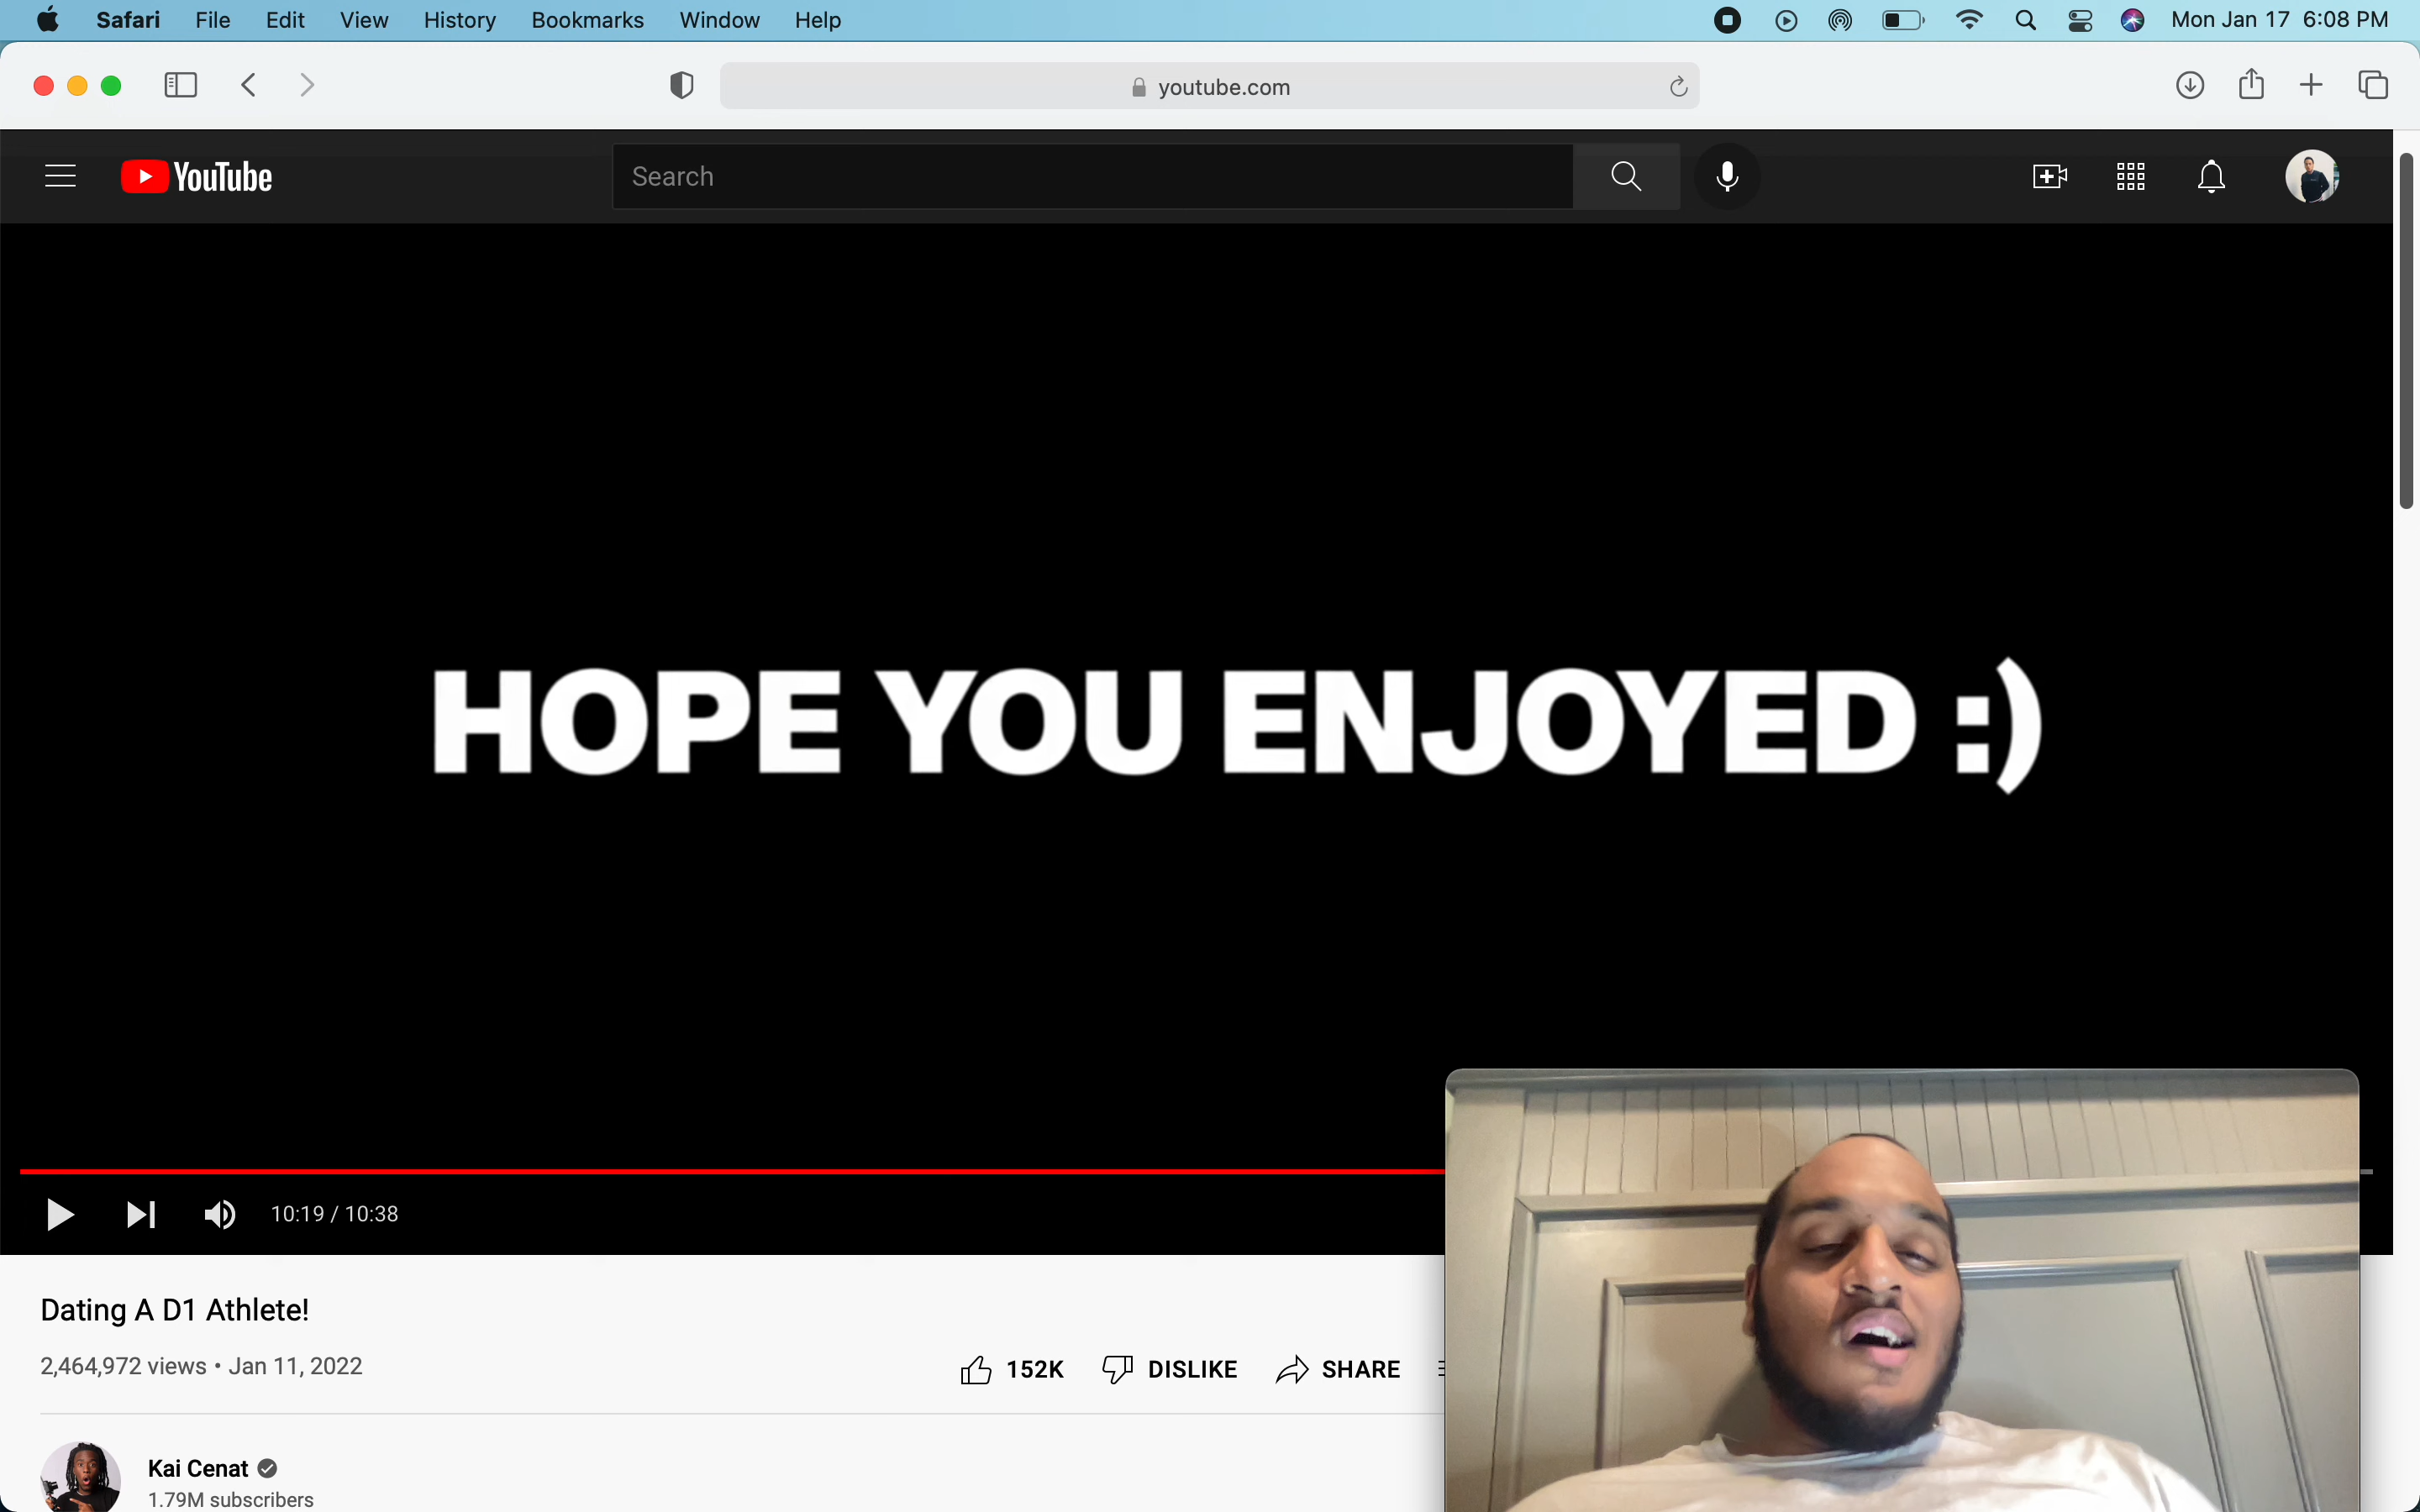 Safari File Edit View History Bookmarks Window Help Mon Jan 17 6:08 PM
youtube.com
YouTube Search
HOPE YOU ENJOYED :)
10:19 / 10:38
Dating A D1 Athlete!
2,464,972 views • Jan 11, 2022 152K DISLIKE SHARE
Kai Cenat
1.79M subscribers